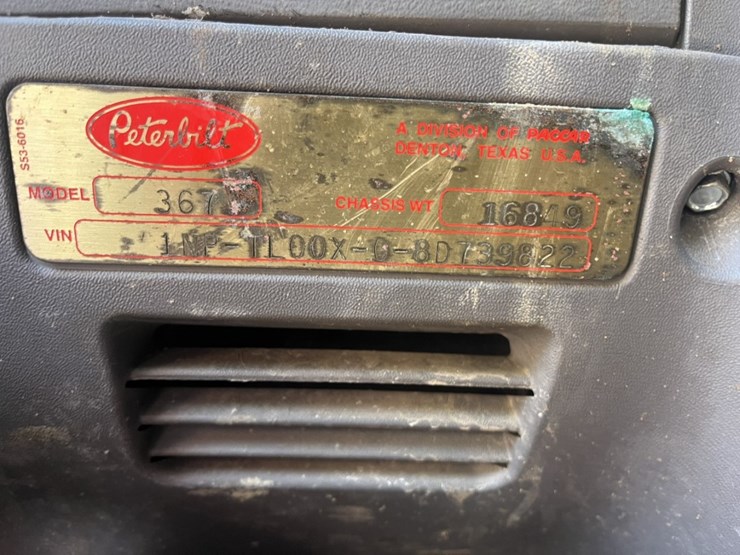 S53-6016
Peterbilt
A DIVISION OF PACCAR
DENTON, TEXAS U.S.A.
MODEL 367
CHASSIS WT 16849
VIN